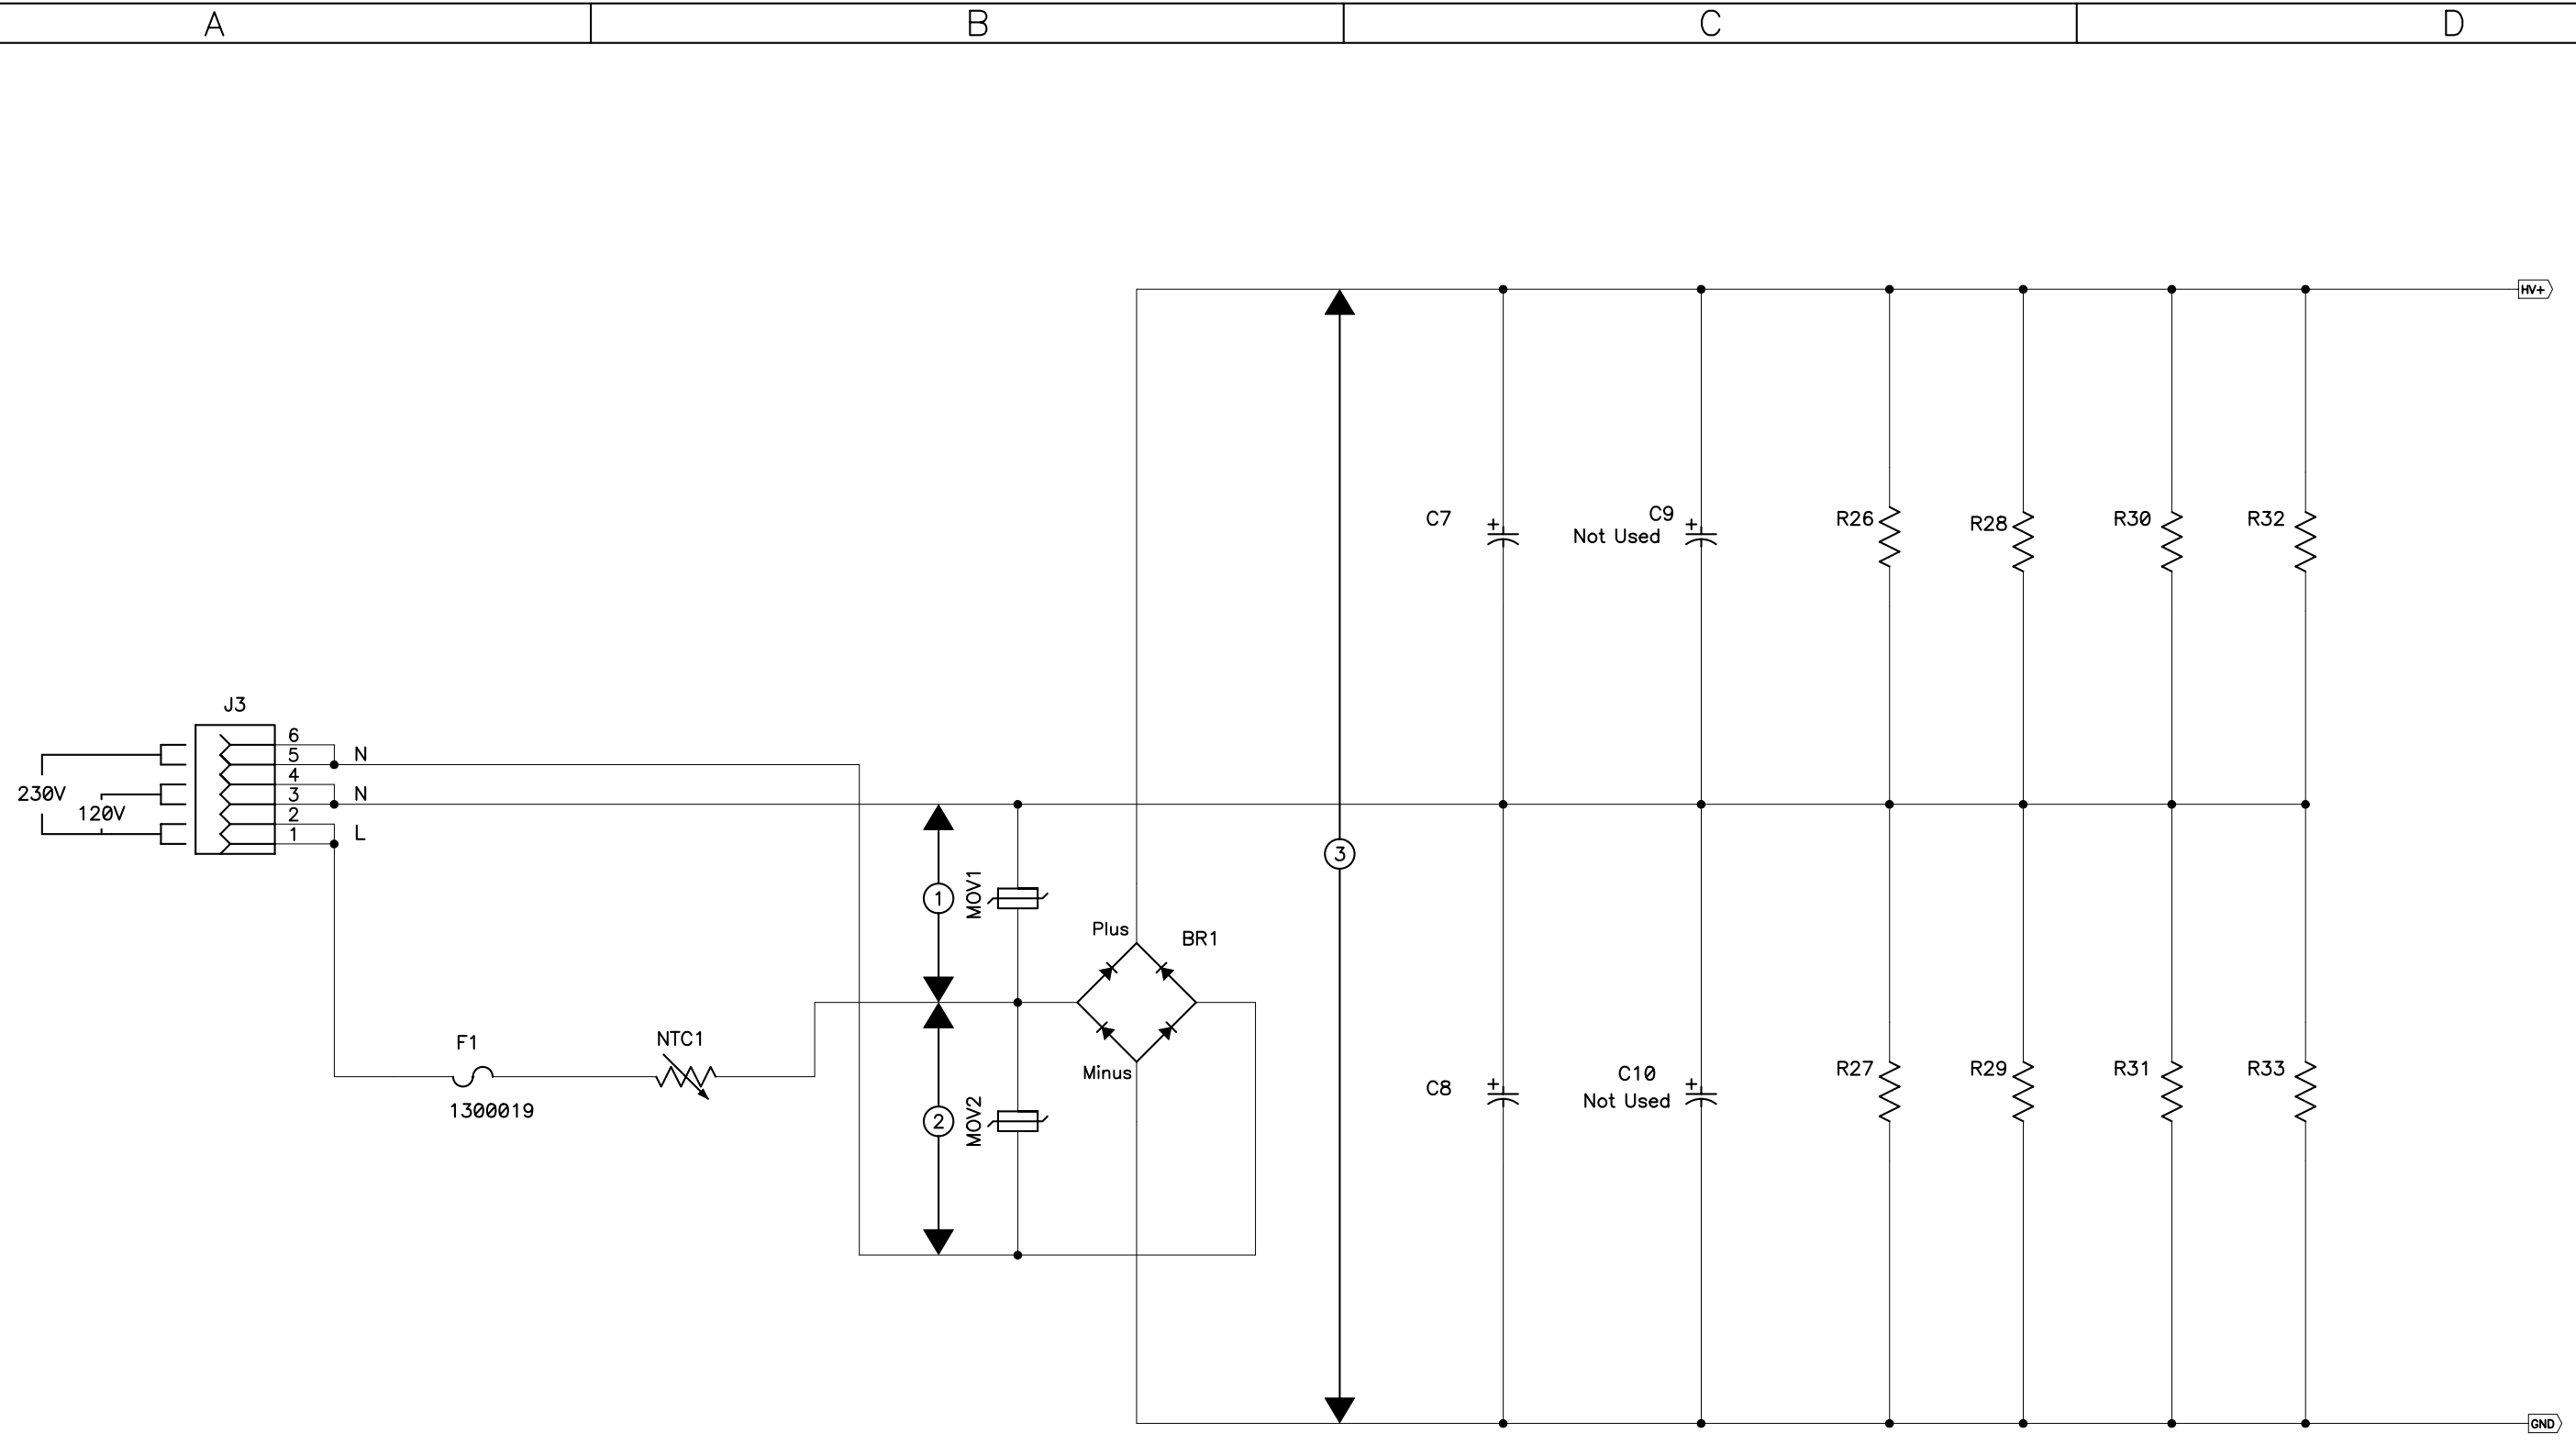 A B C D
HV+
C7 C9 R26 R28 R30 R32
+ +
Not Used
J3
6
5 N
4
230V 3 N
120V 2
1 L
3
1 MOV1
Plus BR1
F1 NTC1
Minus
C8 C10 R27 R29 R31 R33
+ +
Not Used
1300019
2 MOV2
GND